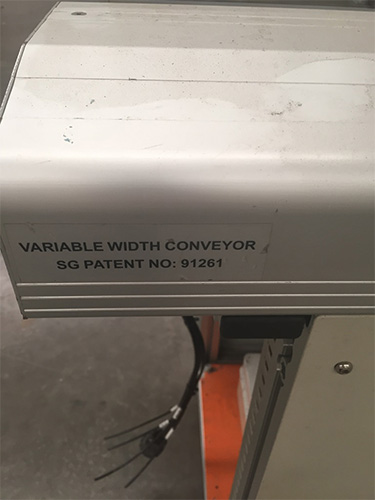 VARIABLE WIDTH CONVEYOR
SG PATENT NO: 91261